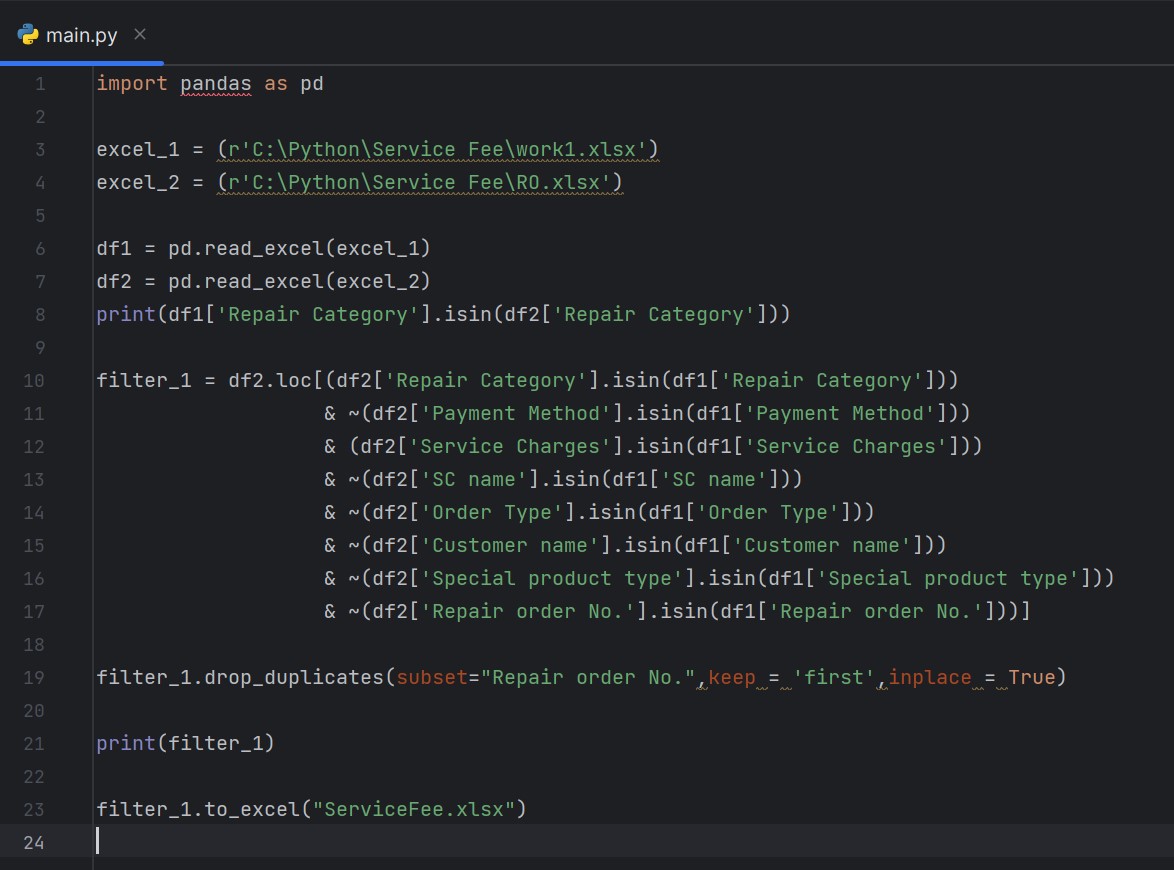 main.py
1 import pandas as pd
2
3 excel_1 = (r'C:\Python\Service Fee\work1.xlsx')
4 excel_2 = (r'C:\Python\Service Fee\RO.xlsx')
5
6 df1 = pd.read_excel(excel_1)
7 df2 = pd.read_excel(excel_2)
8 print(df1['Repair Category'].isin(df2['Repair Category']))
9
10 filter_1 = df2.loc[(df2['Repair Category'].isin(df1['Repair Category']))
11                    & ~(df2['Payment Method'].isin(df1['Payment Method']))
12                    & (df2['Service Charges'].isin(df1['Service Charges']))
13                    & ~(df2['SC name'].isin(df1['SC name']))
14                    & ~(df2['Order Type'].isin(df1['Order Type']))
15                    & ~(df2['Customer name'].isin(df1['Customer name']))
16                    & ~(df2['Special product type'].isin(df1['Special product type']))
17                    & ~(df2['Repair order No.'].isin(df1['Repair order No.']))]
18
19 filter_1.drop_duplicates(subset="Repair order No.",keep = 'first',inplace = True)
20
21 print(filter_1)
22
23 filter_1.to_excel("ServiceFee.xlsx")
24